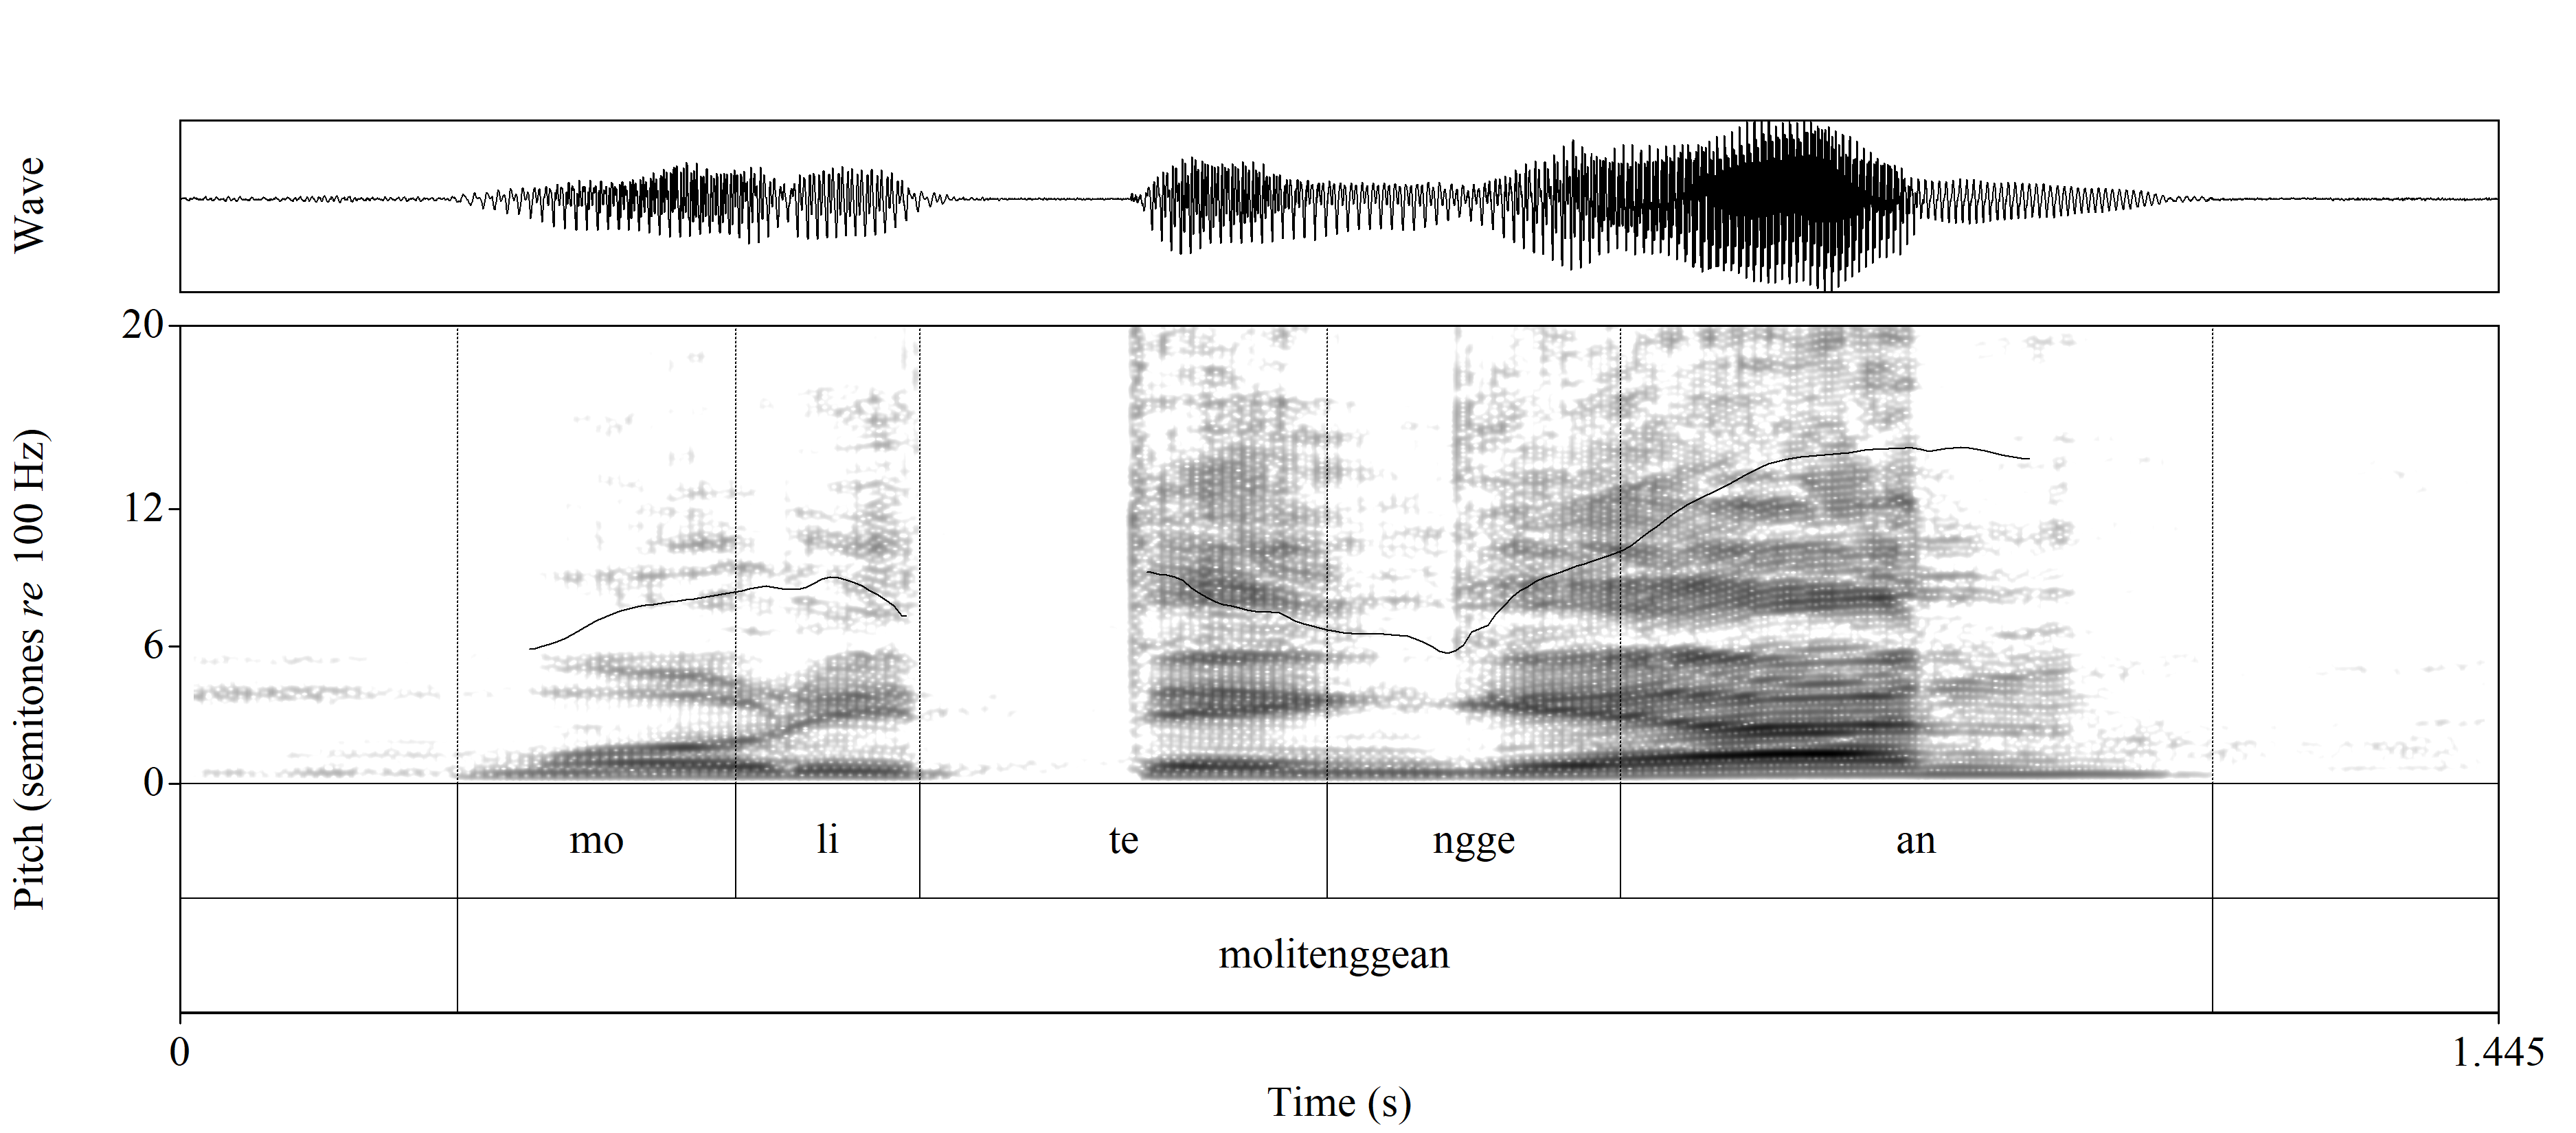 Wave
20
12
6
0
Pitch (semitones re 100 Hz)
mo li te ngge an
molitenggean
0 1.445
Time (s)